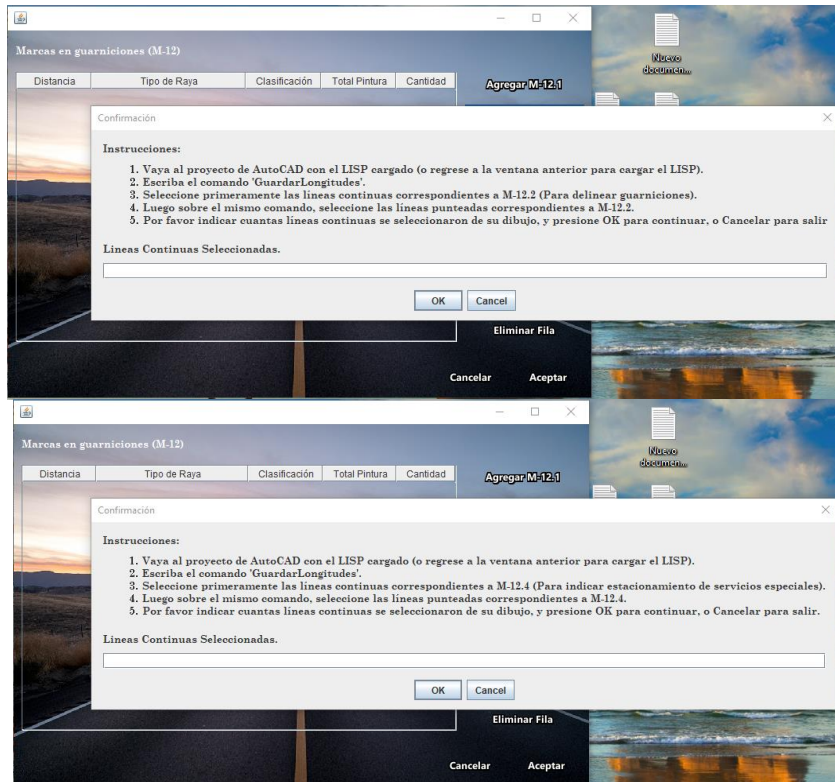 Marcas en guarniciones (M-12)
Distancia Tipo de Raya Clasificación Total Pintura Cantidad
Agregar M-12.1
Nuevo
documen...
Confirmación
Instrucciones:
1. Vaya al proyecto de AutoCAD con el LISP cargado (o regrese a la ventana anterior para cargar el LISP).
2. Escriba el comando 'GuardarLongitudes'.
3. Seleccione primeramente las líneas continuas correspondientes a M-12.2 (Para delinear guarniciones).
4. Luego sobre el mismo comando, seleccione las líneas punteadas correspondientes a M-12.2.
5. Por favor indicar cuantas líneas continuas se seleccionaron de su dibujo, y presione OK para continuar, o Cancelar para salir
Lineas Continuas Seleccionadas.
OK Cancel
Eliminar Fila
Cancelar Aceptar
Marcas en guarniciones (M-12)
Distancia Tipo de Raya Clasificación Total Pintura Cantidad
Agregar M-12.1
Nuevo
documen...
Confirmación
Instrucciones:
1. Vaya al proyecto de AutoCAD con el LISP cargado (o regrese a la ventana anterior para cargar el LISP).
2. Escriba el comando 'GuardarLongitudes'.
3. Seleccione primeramente las líneas continuas correspondientes a M-12.4 (Para indicar estacionamiento de servicios especiales).
4. Luego sobre el mismo comando, seleccione las líneas punteadas correspondientes a M-12.4.
5. Por favor indicar cuantas líneas continuas se seleccionaron de su dibujo, y presione OK para continuar, o Cancelar para salir.
Lineas Continuas Seleccionadas.
OK Cancel
Eliminar Fila
Cancelar Aceptar